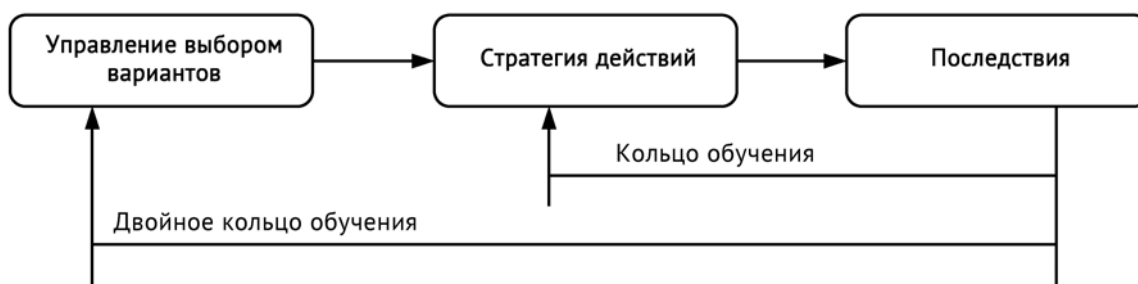 Управление выбором
вариантов
Стратегия действий
Последствия
Кольцо обучения
Двойное кольцо обучения